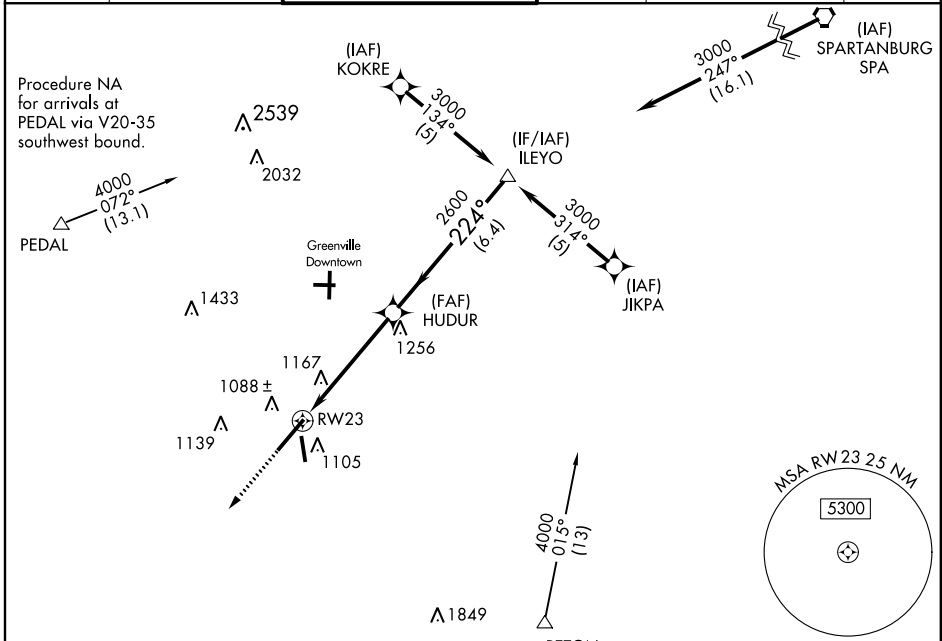 (IAF)
SPARTANBURG
SPA
3000
247°
(16.1)
(IAF)
KOKRE
3000
134°
(5)
Procedure NA
for arrivals at
PEDAL via V20-35
southwest bound.
2539
2032
(IF/IAF)
ILEYO
4000
072°
(13.1)
PEDAL
2600
224°
(6.4)
3000
314°
(5)
(IAF)
JIKPA
Greenville
Downtown
1433
(FAF)
HUDUR
1256
1167
1088 ±
1139
RW23
1105
MSA RW23 25 NM
5300
4000
015°
(13)
1849